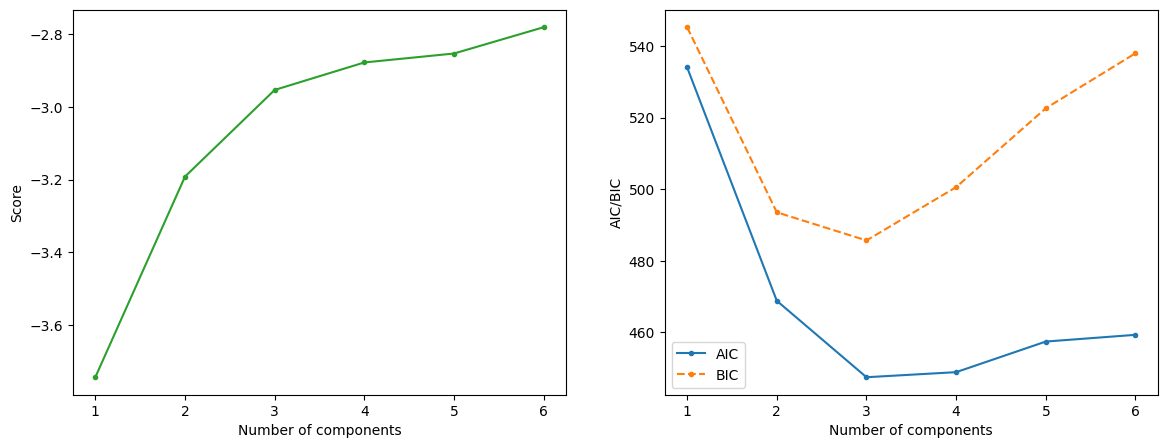 −2.8
−3.0
−3.2
−3.4
−3.6
Score
1 2 3 4 5 6
Number of components
540
520
500
480
460
AIC/BIC
AIC
BIC
1 2 3 4 5 6
Number of components